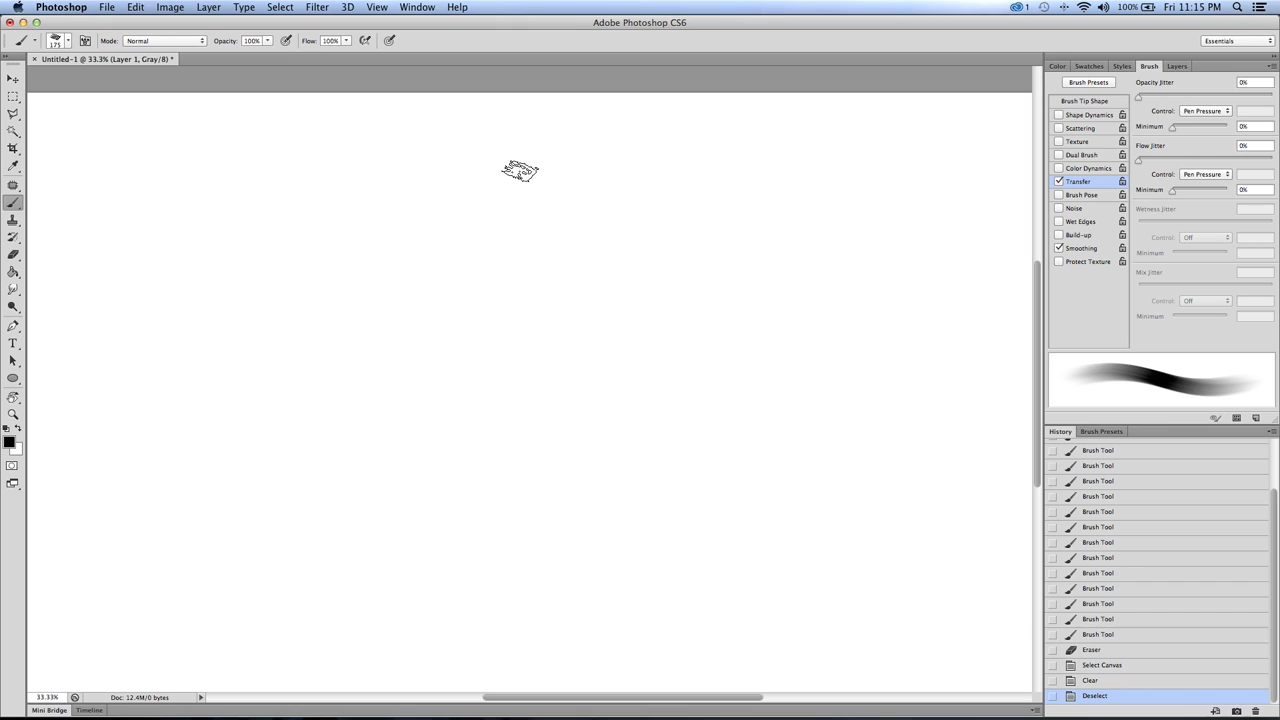 Photoshop File Edit Image Layer Type Select Filter 3D View Window Help 1 100% Fri 11:15 PM
Adobe Photoshop CS6
175 Mode: Normal Opacity: 100% Flow: 100% Essentials
× Untitled-1 @ 33.3% (Layer 1, Gray/8) *
Color Swatches Styles Brush Layers
Brush Presets
Brush Tip Shape
Shape Dynamics
Scattering
Texture
Dual Brush
Color Dynamics
Transfer
Brush Pose
Noise
Wet Edges
Build-up
Smoothing
Protect Texture
Opacity Jitter 0%
Control: Pen Pressure
Minimum 0%
Flow Jitter 0%
Control: Pen Pressure
Minimum 0%
Wetness Jitter
Control: Off
Minimum
Mix Jitter
Control: Off
Minimum
History Brush Presets
Brush Tool
Brush Tool
Brush Tool
Brush Tool
Brush Tool
Brush Tool
Brush Tool
Brush Tool
Brush Tool
Brush Tool
Brush Tool
Brush Tool
Brush Tool
Eraser
Select Canvas
Clear
Deselect
33.33% Doc: 12.4M/0 bytes
Mini Bridge Timeline